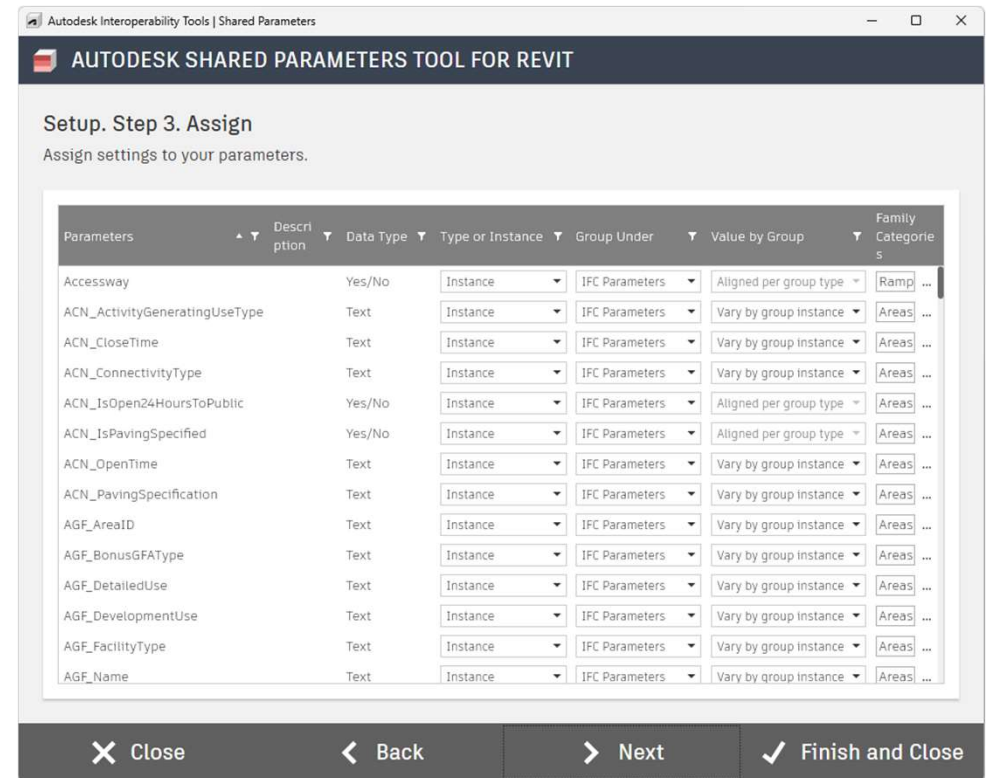 Autodesk Interoperability Tools | Shared Parameters
AUTODESK SHARED PARAMETERS TOOL FOR REVIT
Setup. Step 3. Assign
Assign settings to your parameters.
Parameters Descri ption Data Type Type or Instance Group Under Value by Group Family Categorie s
Accessway Yes/No Instance IFC Parameters Aligned per group type Ramp ...
ACN_ActivityGeneratingUseType Text Instance IFC Parameters Vary by group instance Areas ...
ACN_CloseTime Text Instance IFC Parameters Vary by group instance Areas ...
ACN_ConnectivityType Text Instance IFC Parameters Vary by group instance Areas ...
ACN_IsOpen24HoursToPublic Yes/No Instance IFC Parameters Aligned per group type Areas ...
ACN_IsPavingSpecified Yes/No Instance IFC Parameters Aligned per group type Areas ...
ACN_OpenTime Text Instance IFC Parameters Vary by group instance Areas ...
ACN_PavingSpecification Text Instance IFC Parameters Vary by group instance Areas ...
AGF_AreaID Text Instance IFC Parameters Vary by group instance Areas ...
AGF_BonusGFAType Text Instance IFC Parameters Vary by group instance Areas ...
AGF_DetailedUse Text Instance IFC Parameters Vary by group instance Areas ...
AGF_DevelopmentUse Text Instance IFC Parameters Vary by group instance Areas ...
AGF_FacilityType Text Instance IFC Parameters Vary by group instance Areas ...
AGF_Name Text Instance IFC Parameters Vary by group instance Areas ...
Close Back Next Finish and Close